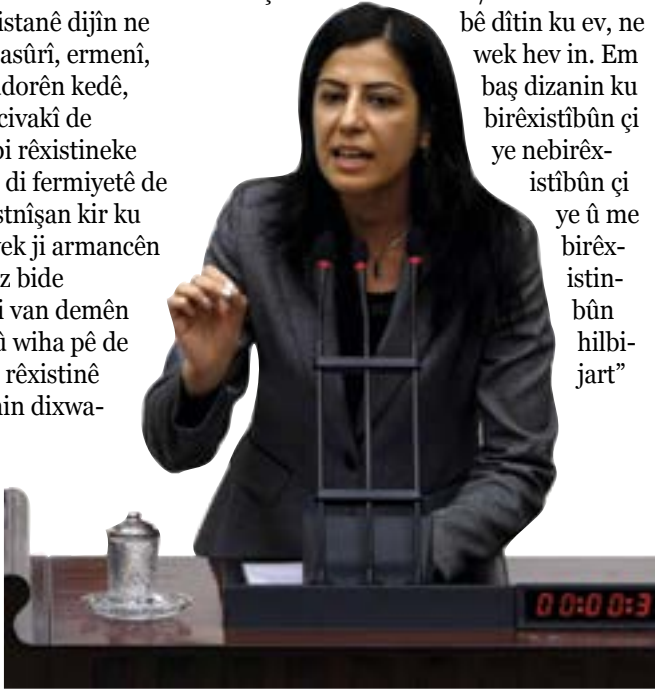 istanê dijîn ne
asûrî, ermenî,
dorên kedê,
civakî de
bi rêxistineke
di fermiyetê de
stnîşan kir ku
yek ji armancên
z bide
i van demên
û wiha pê de
rêxistinê
nin dixwa-
bê dîtin ku ev, ne
wek hev in. Em
baş dizanin ku
birêxistîbûn çi
ye nebirêx-
istîbûn çi
ye û me
birêx-
istin-
bûn
hilbi-
jart”
00:00:3